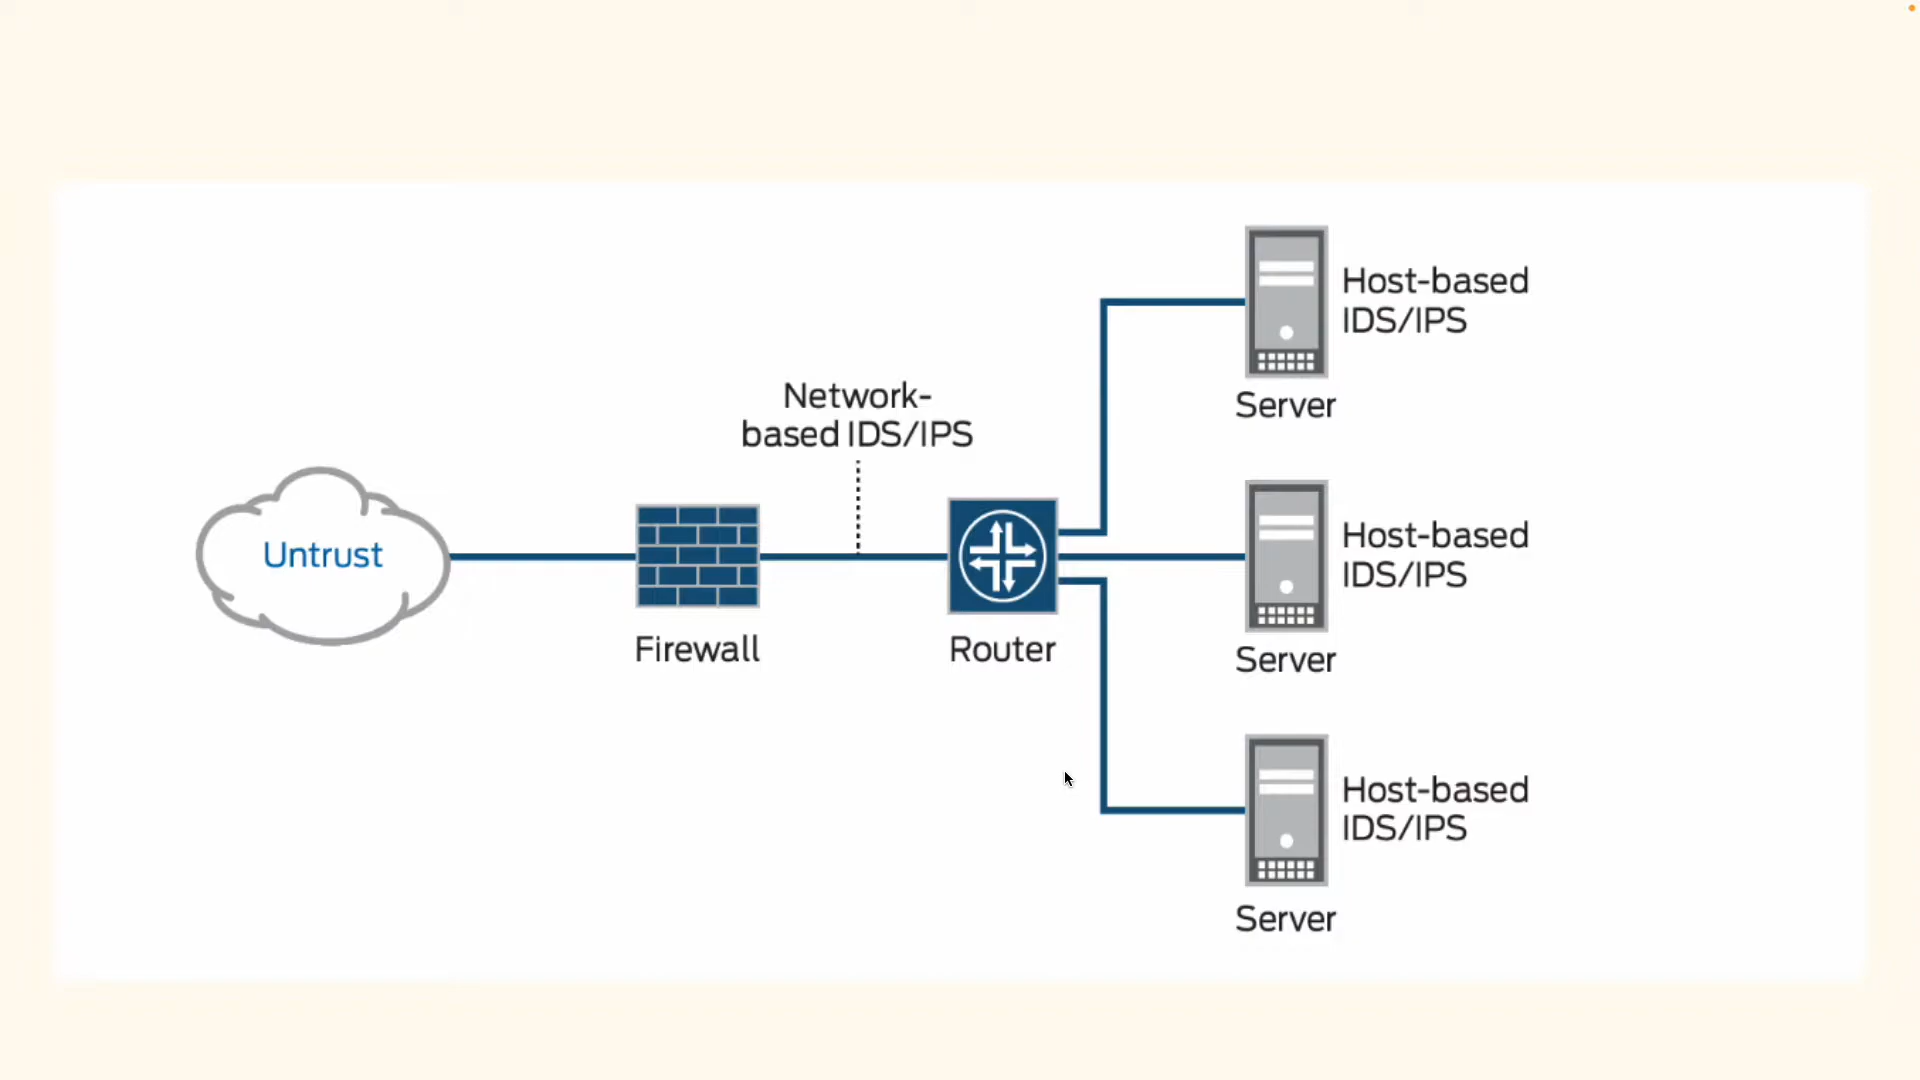 Host-based
IDS/IPS
Server
Network-
based IDS/IPS
Untrust
Firewall
Router
Host-based
IDS/IPS
Server
Host-based
IDS/IPS
Server